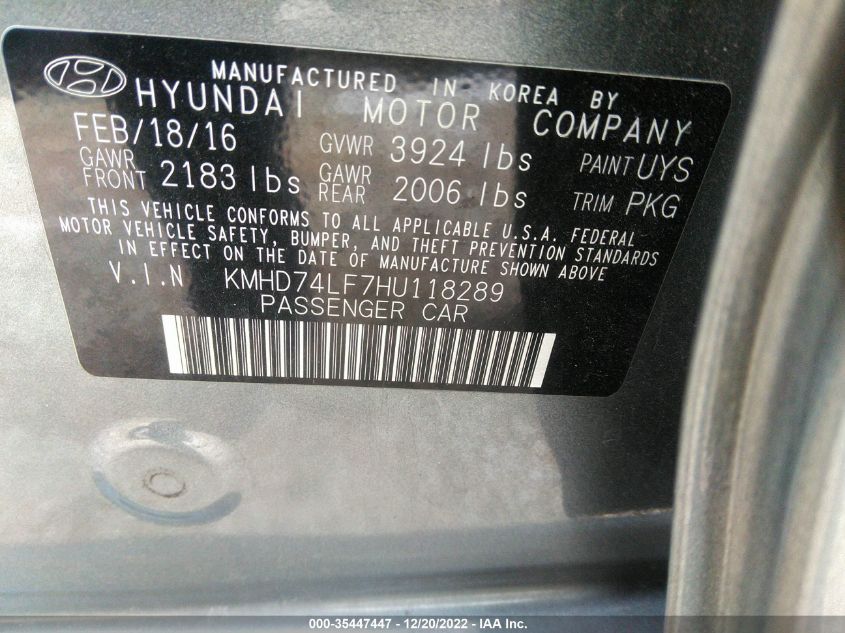 MANUFACTURED IN KOREA BY
HYUNDAI MOTOR COMPANY
FEB/18/16 GVWR 3924 lbs PAINT UYS
GAWR FRONT 2183 lbs GAWR REAR 2006 lbs TRIM PKG
THIS VEHICLE CONFORMS TO ALL APPLICABLE U.S.A. FEDERAL
MOTOR VEHICLE SAFETY, BUMPER, AND THEFT PREVENTION STANDARDS
IN EFFECT ON THE DATE OF MANUFACTURE SHOWN ABOVE
V.I.N KMHD74LF7HU118289
PASSENGER CAR
000-35447447 - 12/20/2022 - IAA Inc.